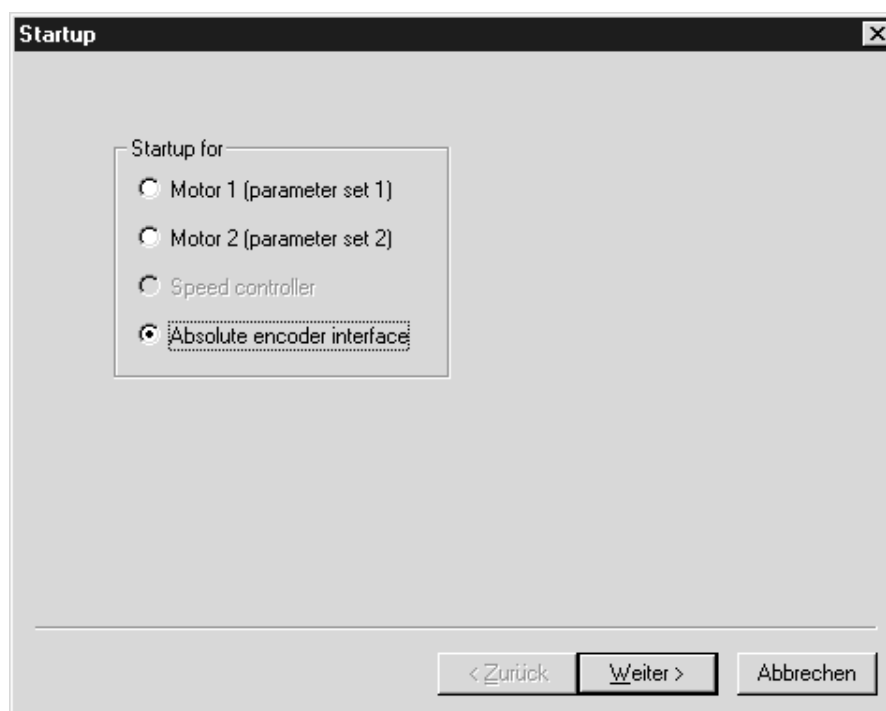 Startup
Startup for
Motor 1 (parameter set 1)
Motor 2 (parameter set 2)
Speed controller
Absolute encoder interface
< Zurück Weiter > Abbrechen